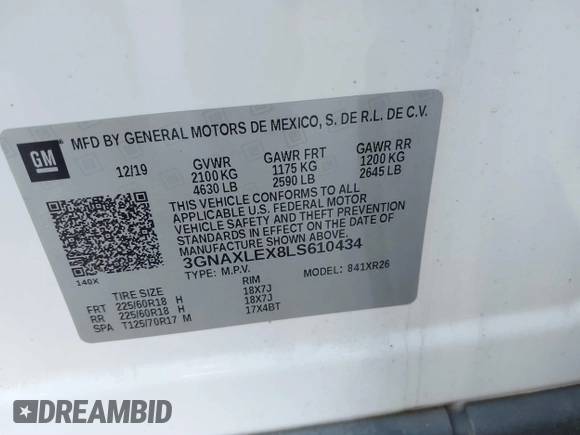 GM
MFD BY GENERAL MOTORS DE MEXICO, S. DE R.L. DE C.V.
12/19 GVWR GAWR FRT GAWR RR
2100 KG 1175 KG 1200 KG
4630 LB 2590 LB 2645 LB
THIS VEHICLE CONFORMS TO ALL
APPLICABLE U.S. FEDERAL MOTOR
VEHICLE SAFETY AND THEFT PREVENTION
STANDARDS IN EFFECT ON THE DATE OF
MANUFACTURE SHOWN ABOVE.
3GNAXLEX8LS610434
140X TYPE: M.P.V. MODEL: 841XR26
TIRE SIZE RIM
FRT 225/60R18 H 18X7J
RR 225/60R18 H 18X7J
SPA T125/70R17 M 17X4BT
DREAMBID
dreambid.com